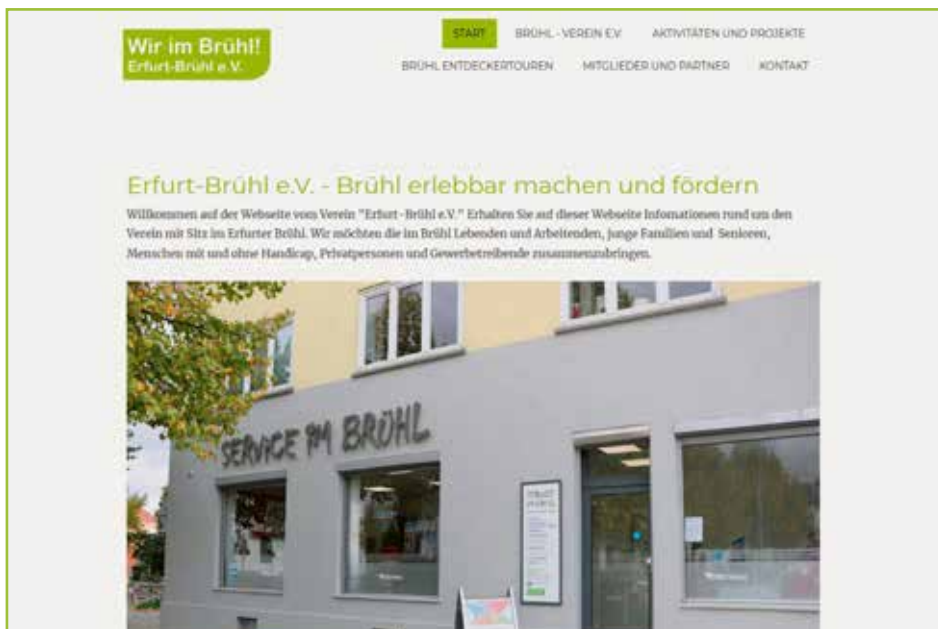 Wir im Brühl!
Erfurt-Brühl e.V.
START BRÜHL - VEREIN E.V. AKTIVITÄTEN UND PROJEKTE
BRÜHL ENTDECKERTOUREN MITGLIEDER UND PARTNER KONTAKT
Erfurt-Brühl e.V. - Brühl erlebbar machen und fördern
Willkommen auf der Webseite vom Verein "Erfurt-Brühl e.V." Erhalten Sie auf dieser Webseite Infomationen rund um den
Verein mit Sitz im Erfurter Brühl. Wir möchten die im Brühl Lebenden und Arbeitenden, junge Familien und Senioren,
Menschen mit und ohne Handicap, Privatpersonen und Gewerbetreibende zusammenzubringen.
SERVICE IM BRÜHL